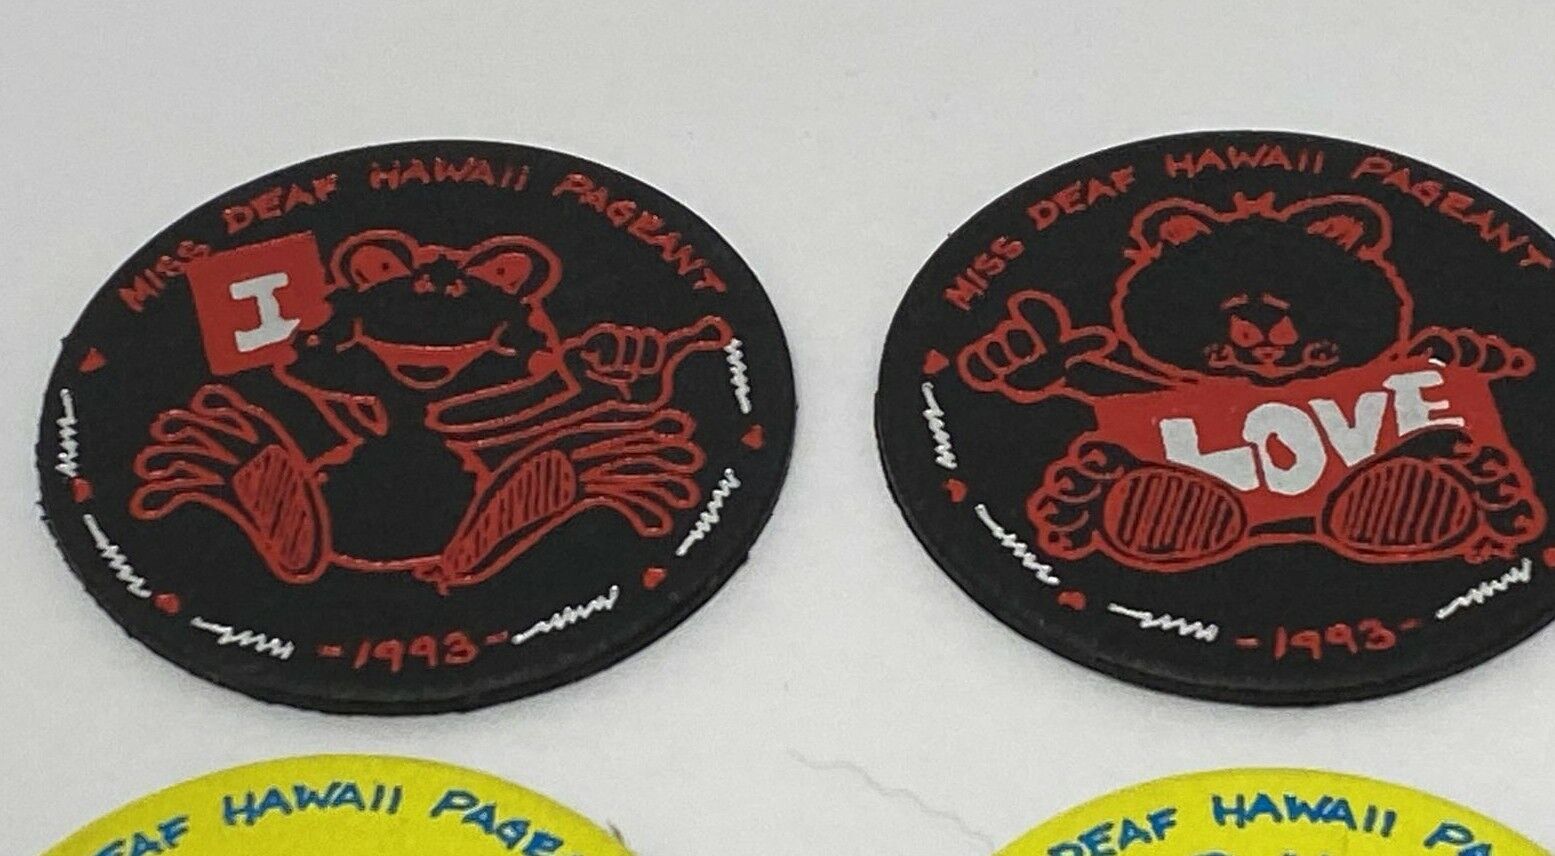 MISS DEAF HAWAII PAGEANT
I
-1993-
MISS DEAF HAWAII PAGEANT
LOVE
-1993-
DEAF HAWAII
DEAF HAWAII